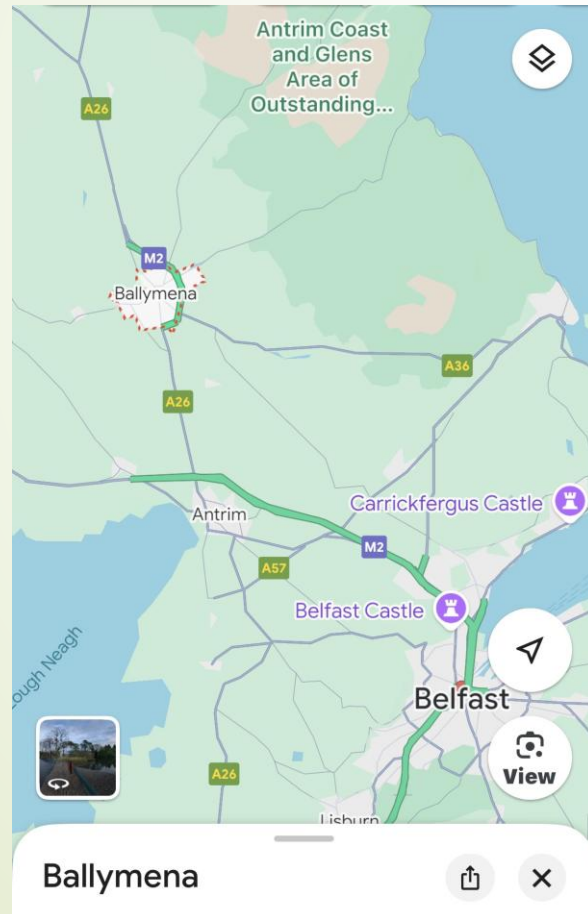 Antrim Coast
and Glens
Area of
Outstanding...
A26
M2
Ballymena
A36
A26
Carrickfergus Castle
Antrim
M2
A57
Belfast Castle
Lough Neagh
Belfast
View
A26
Lisburn
Ballymena